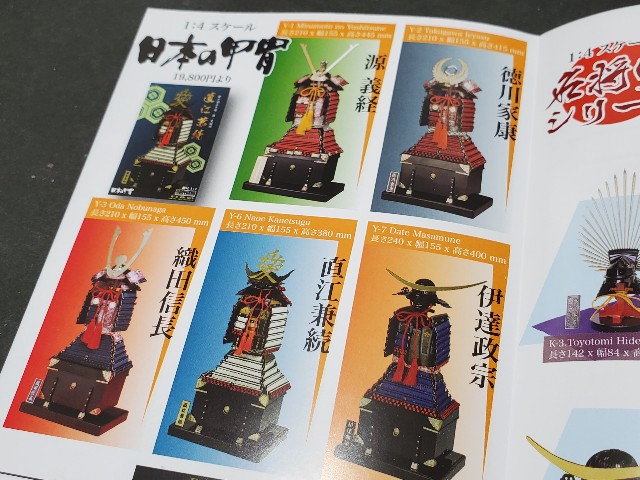 1:4 スケール
日本の甲冑
19,800円より
直江兼続
Y-1 Minamoto no Yoshitsune
長さ210 x 幅155 x 高さ445 mm
源義経
Y-2 Tokugawa Ieyasu
長さ210 x 幅155 x 高さ415 mm
徳川家康
Y-3 Oda Nobunaga
長さ210 x 幅155 x 高さ450 mm
織田信長
Y-6 Naoe Kanetsugu
長さ210 x 幅155 x 高さ380 mm
直江兼続
Y-7 Date Masamune
長さ240 x 幅155 x 高さ400 mm
伊達政宗
1:4 スケー
名将
シリー
K-3.Toyotomi Hide
長さ142 x 幅84 x 高